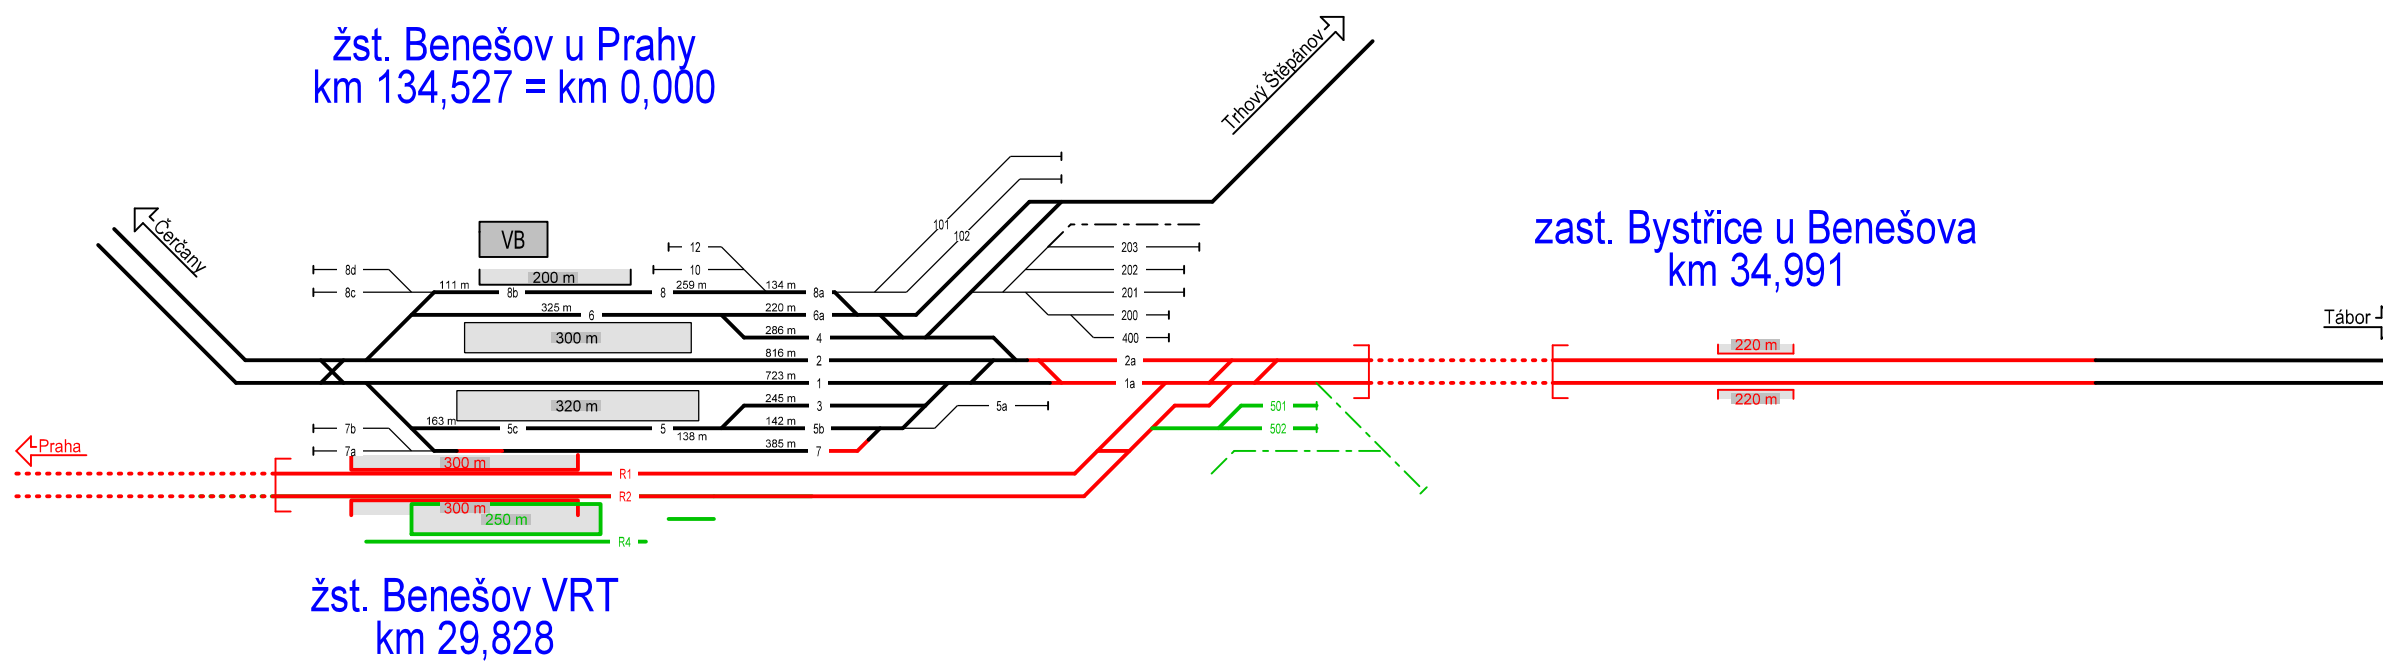 žst. Benešov u Prahy
km 134,527 = km 0,000
Trhový Štěpánov
Čerčany
VB
200 m
101
102
12
203
8d
10
202
8c
111 m
8b
8
259 m
134 m
8a
201
325 m
6
220 m
6a
200
300 m
286 m
4
400
816 m
2
2a
723 m
1
1a
320 m
245 m
3
5a
501
163 m
5c
5
138 m
142 m
5b
502
7b
7a
385 m
7
Praha
300 m
R1
R2
300 m
250 m
R4
žst. Benešov VRT
km 29,828
zast. Bystřice u Benešova
km 34,991
Tábor
220 m
220 m